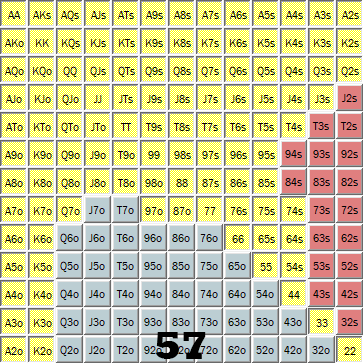 AA AKs AQs AJs ATs A9s A8s A7s A6s A5s A4s A3s A2s
AKo KK KQs KJs KTs K9s K8s K7s K6s K5s K4s K3s K2s
AQo KQo QQ QJs QTs Q9s Q8s Q7s Q6s Q5s Q4s Q3s Q2s
AJo KJo QJo JJ JTs J9s J8s J7s J6s J5s J4s J3s J2s
ATo KTo QTo JTo TT T9s T8s T7s T6s T5s T4s T3s T2s
A9o K9o Q9o J9o T9o 99 98s 97s 96s 95s 94s 93s 92s
A8o K8o Q8o J8o T8o 98o 88 87s 86s 85s 84s 83s 82s
A7o K7o Q7o J7o T7o 97o 87o 77 76s 75s 74s 73s 72s
A6o K6o Q6o J6o T6o 96o 86o 76o 66 65s 64s 63s 62s
A5o K5o Q5o J5o T5o 95o 85o 75o 65o 55 54s 53s 52s
A4o K4o Q4o J4o T4o 94o 84o 74o 64o 54o 44 43s 42s
A3o K3o Q3o J3o T3o 93o 83o 73o 63o 53o 43o 33 32s
A2o K2o Q2o J2o T2o 92o 82o 72o 62o 52o 42o 32o 22
57